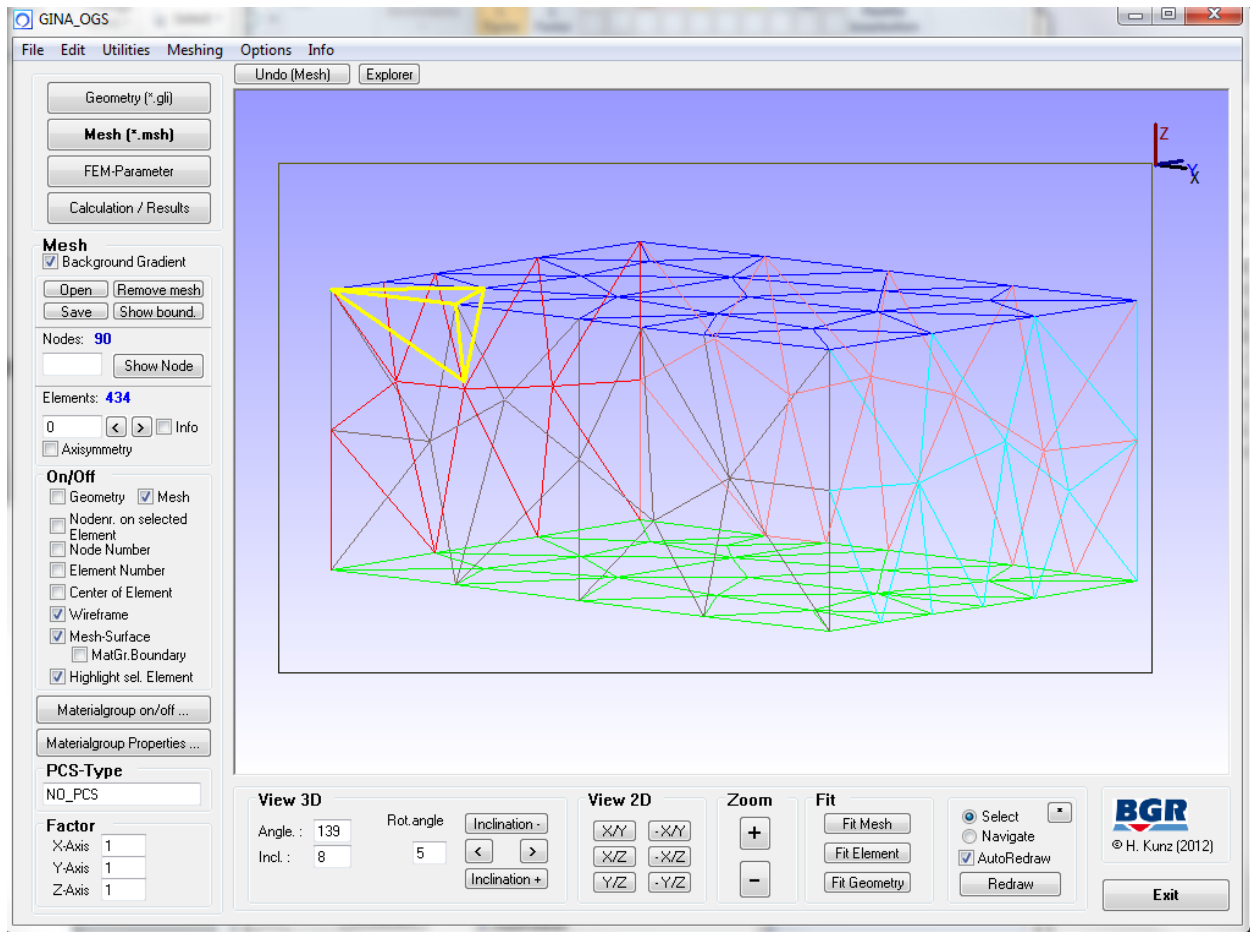 GINA_OGS
File Edit Utilities Meshing Options Info
Undo (Mesh) Explorer
Geometry (*.gli)
Mesh (*.msh)
FEM-Parameter
Calculation / Results
Mesh
Background Gradient
Open Remove mesh
Save Show bound.
Nodes: 90
Show Node
Elements: 434
0 < > Info
Axisymmetry
On/Off
Geometry Mesh
Nodenr. on selected
Element
Node Number
Element Number
Center of Element
Wireframe
Mesh-Surface
MatGr.Boundary
Highlight sel. Element
Materialgroup on/off ...
Materialgroup Properties ...
PCS-Type
NO_PCS
Factor
X-Axis 1
Y-Axis 1
Z-Axis 1
Z
Y
X
View 3D
Angle. : 139
Incl. : 8
Rot.angle
5
Inclination -
< >
Inclination +
View 2D
X/Y -X/Y
X/Z -X/Z
Y/Z -Y/Z
Zoom
+
-
Fit
Fit Mesh
Fit Element
Fit Geometry
Select *
Navigate
AutoRedraw
Redraw
BGR
© H. Kunz (2012)
Exit